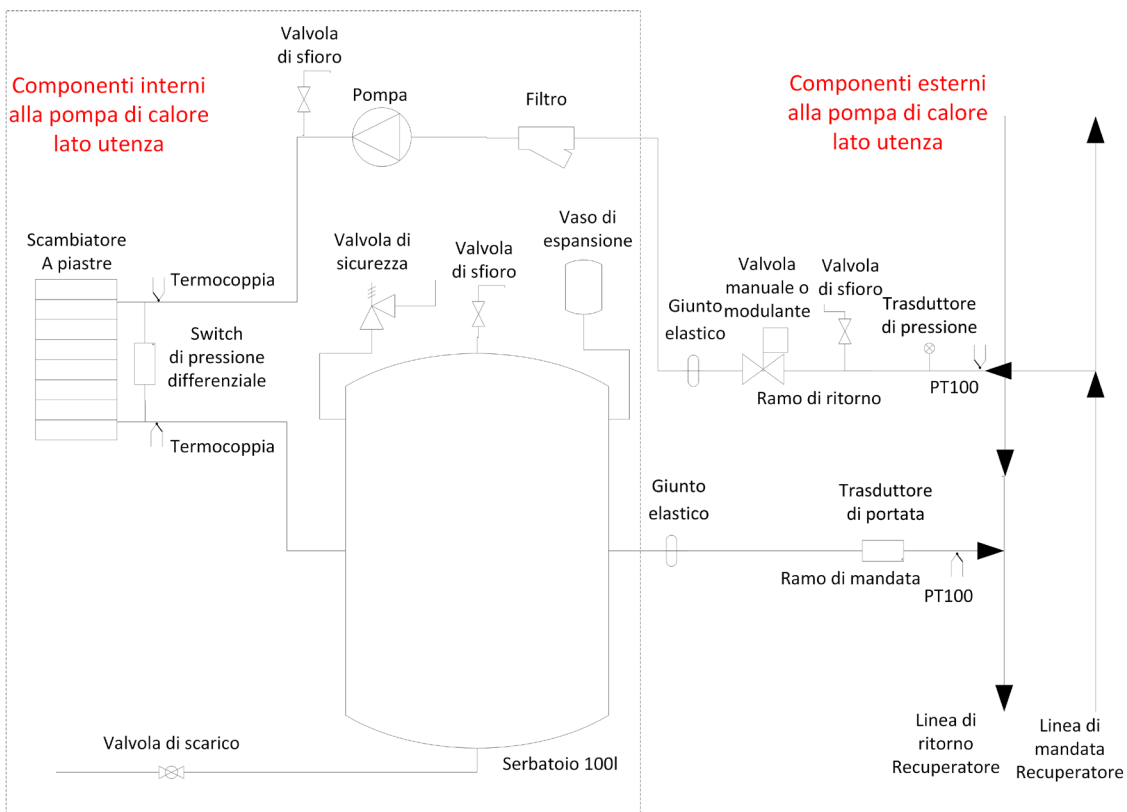 Valvola
di sfioro
Componenti interni
alla pompa di calore
lato utenza
Pompa
Filtro
Componenti esterni
alla pompa di calore
lato utenza
Scambiatore
A piastre
Termocoppia
Switch
di pressione
differenziale
Termocoppia
Valvola di
sicurezza
Valvola
di sfioro
Vaso di
espansione
Giunto
elastico
Valvola
manuale o
modulante
Valvola
di sfioro
Trasduttore
di pressione
Ramo di ritorno
PT100
Giunto
elastico
Trasduttore
di portata
Ramo di mandata
PT100
Valvola di scarico
Serbatoio 100l
Linea di
ritorno
Recuperatore
Linea di
mandata
Recuperatore